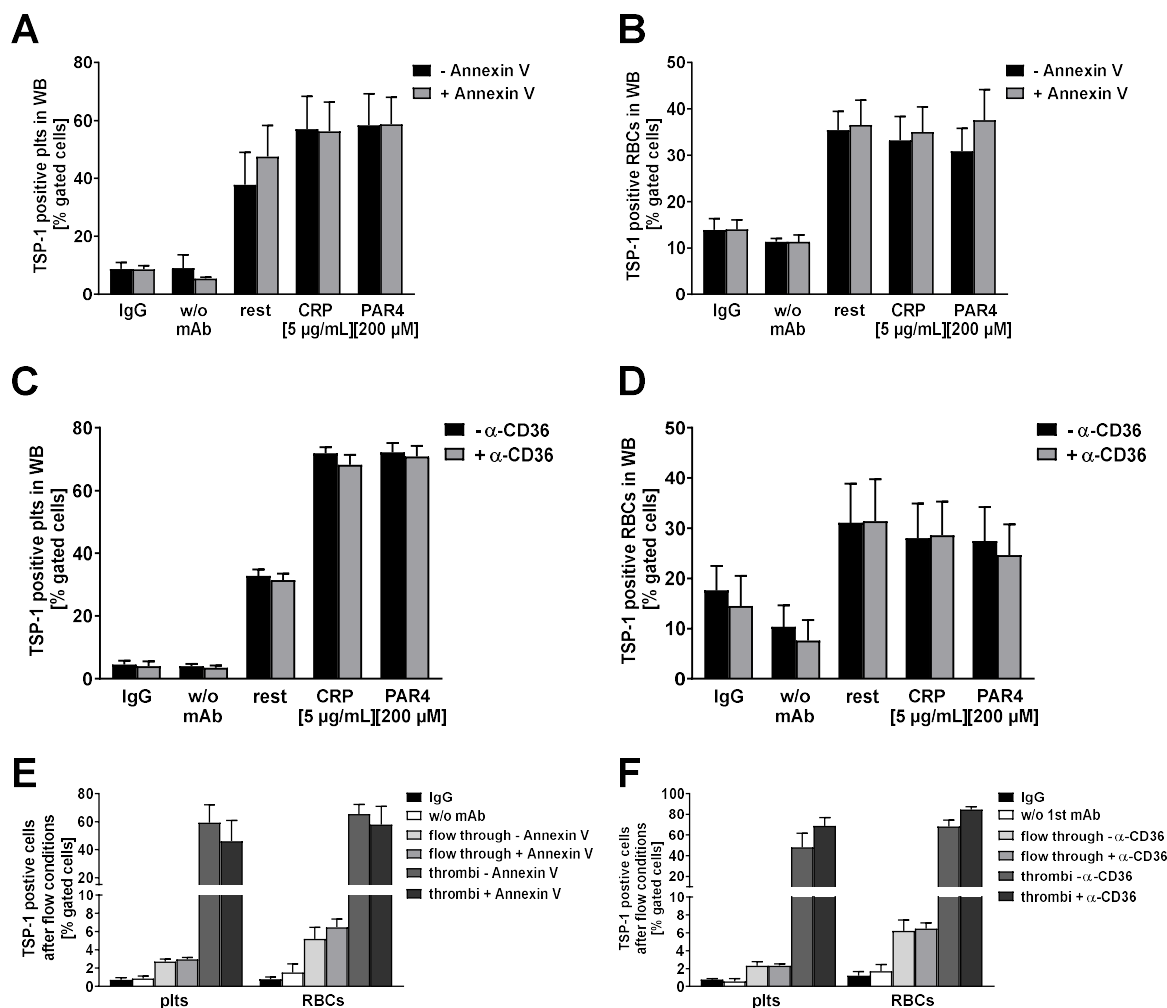 A
TSP-1 positive plts in WB
[% gated cells]
80
60
40
20
0
- Annexin V
+ Annexin V
IgG w/o rest CRP PAR4
mAb [5 µg/mL][200 µM]
B
TSP-1 positive RBCs in WB
[% gated cells]
50
40
30
20
10
0
- Annexin V
+ Annexin V
IgG w/o rest CRP PAR4
mAb [5 µg/mL][200 µM]
C
TSP-1 positive plts in WB
[% gated cells]
80
60
40
20
0
- α-CD36
+ α-CD36
IgG w/o rest CRP PAR4
mAb [5 µg/mL][200 µM]
D
TSP-1 positive RBCs in WB
[% gated cells]
50
40
30
20
10
0
- α-CD36
+ α-CD36
IgG w/o rest CRP PAR4
mAb [5 µg/mL][200 µM]
E
TSP-1 postive cells
after flow conditions
[% gated cells]
80
60
40
20
10
8
6
4
2
0
IgG
w/o mAb
flow through - Annexin V
flow through + Annexin V
thrombi - Annexin V
thrombi + Annexin V
plts RBCs
F
TSP-1 postive cells
after flow conditions
[% gated cells]
100
80
60
40
20
10
8
6
4
2
0
IgG
w/o 1st mAb
flow through - α-CD36
flow through + α-CD36
thrombi - α-CD36
thrombi + α-CD36
plts RBCs